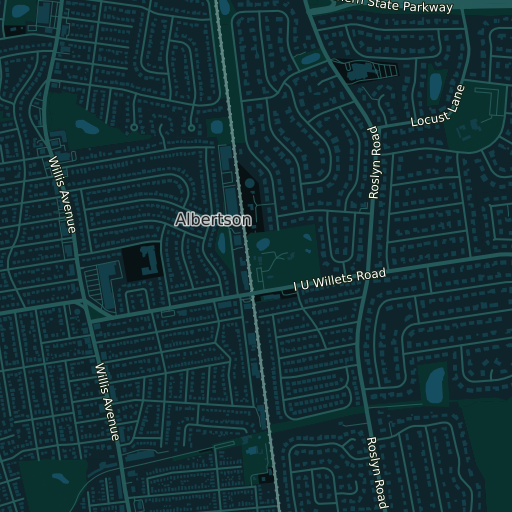 State Parkway
Locust Lane
Roslyn Road
Willis Avenue
Albertson
I U Willets Road
Willis Avenue
Roslyn Road